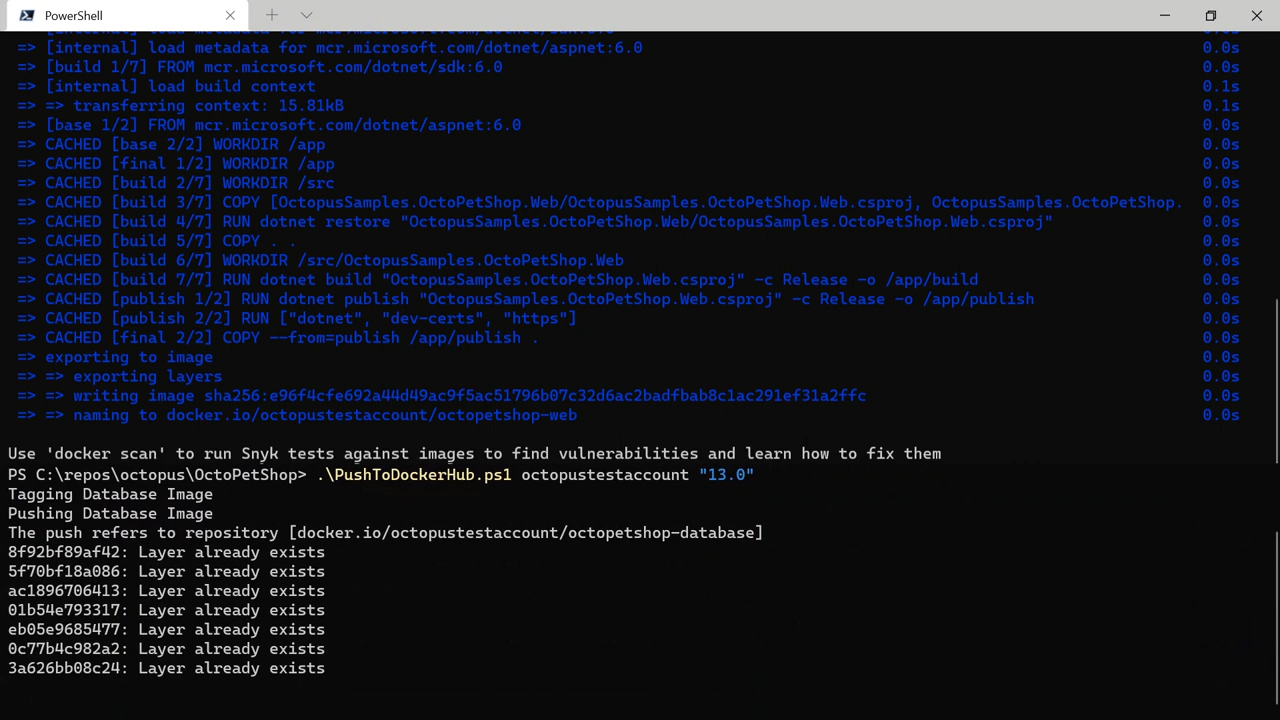 PowerShell
=> [internal] load metadata for mcr.microsoft.com/dotnet/sdk:6.0 0.0s
=> [internal] load metadata for mcr.microsoft.com/dotnet/aspnet:6.0 0.0s
=> [build 1/7] FROM mcr.microsoft.com/dotnet/sdk:6.0 0.0s
=> [internal] load build context 0.1s
=> => transferring context: 15.81kB 0.1s
=> [base 1/2] FROM mcr.microsoft.com/dotnet/aspnet:6.0 0.0s
=> CACHED [base 2/2] WORKDIR /app 0.0s
=> CACHED [final 1/2] WORKDIR /app 0.0s
=> CACHED [build 2/7] WORKDIR /src 0.0s
=> CACHED [build 3/7] COPY [OctopusSamples.OctoPetShop.Web/OctopusSamples.OctoPetShop.Web.csproj, OctopusSamples.OctoPetShop. 0.0s
=> CACHED [build 4/7] RUN dotnet restore "OctopusSamples.OctoPetShop.Web/OctopusSamples.OctoPetShop.Web.csproj" 0.0s
=> CACHED [build 5/7] COPY . . 0.0s
=> CACHED [build 6/7] WORKDIR /src/OctopusSamples.OctoPetShop.Web 0.0s
=> CACHED [build 7/7] RUN dotnet build "OctopusSamples.OctoPetShop.Web.csproj" -c Release -o /app/build 0.0s
=> CACHED [publish 1/2] RUN dotnet publish "OctopusSamples.OctoPetShop.Web.csproj" -c Release -o /app/publish 0.0s
=> CACHED [publish 2/2] RUN ["dotnet", "dev-certs", "https"] 0.0s
=> CACHED [final 2/2] COPY --from=publish /app/publish . 0.0s
=> exporting to image 0.0s
=> => exporting layers 0.0s
=> => writing image sha256:e96f4cfe692a44d49ac9f5ac51796b07c32d6ac2badfbab8c1ac291ef31a2ffc 0.0s
=> => naming to docker.io/octopustestaccount/octopetshop-web 0.0s
Use 'docker scan' to run Snyk tests against images to find vulnerabilities and learn how to fix them
PS C:\repos\octopus\OctoPetShop> .\PushToDockerHub.ps1 octopustestaccount "13.0"
Tagging Database Image
Pushing Database Image
The push refers to repository [docker.io/octopustestaccount/octopetshop-database]
8f92bf89af42: Layer already exists
5f70bf18a086: Layer already exists
ac1896706413: Layer already exists
01b54e793317: Layer already exists
eb05e9685477: Layer already exists
0c77b4c982a2: Layer already exists
3a626bb08c24: Layer already exists